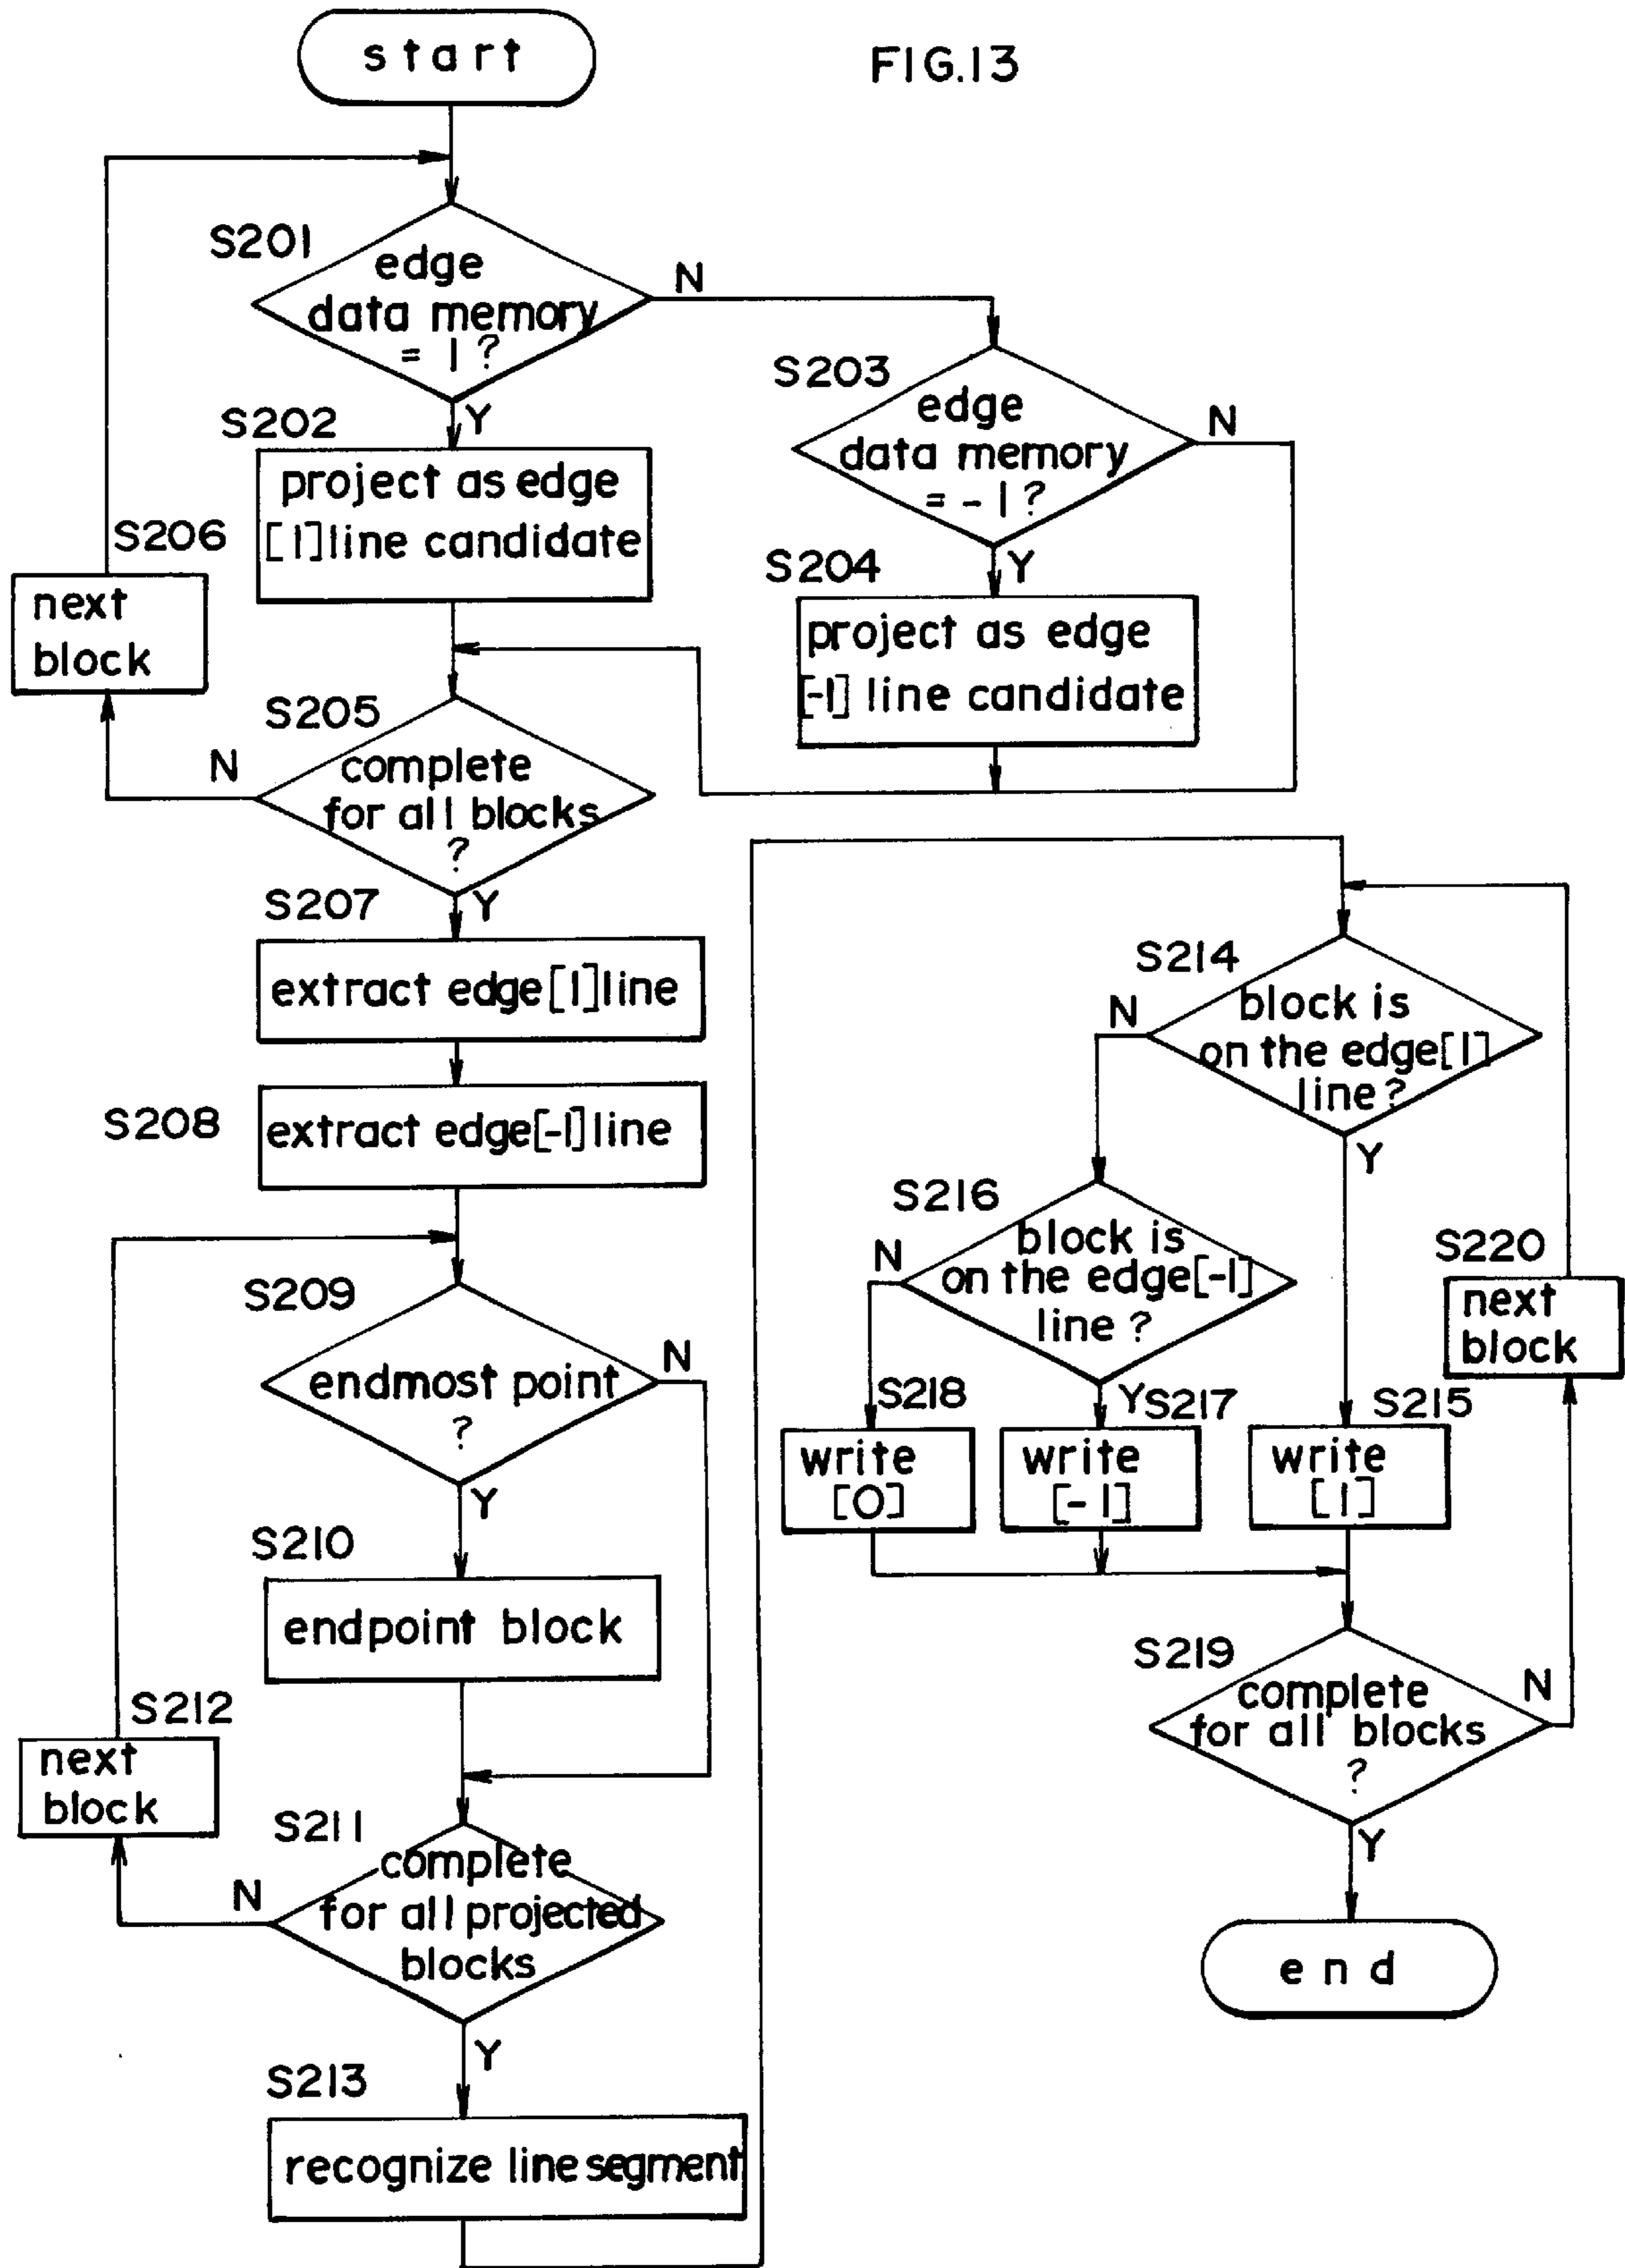 start
FIG.13
S201
edge
data memory
= 1 ?
N
Y
S202
project as edge
[1]line candidate
S203
edge
data memory
= -1 ?
N
Y
S204
project as edge
[-1] line candidate
S206
next
block
S205
complete
for all blocks
?
N
Y
S207
extract edge[1]line
S208
extract edge[-1]line
S209
endmost point
?
N
Y
S210
endpoint block
S212
next
block
S211
complete
for all projected
blocks
N
Y
S213
recognize line segment
S214
block is
on the edge[1]
line?
N
Y
S216
block is
on the edge[-1]
line ?
N
Y
S220
next
block
S218
write
[0]
S217
write
[-1]
S215
write
[1]
S219
complete
for all blocks
?
N
Y
end